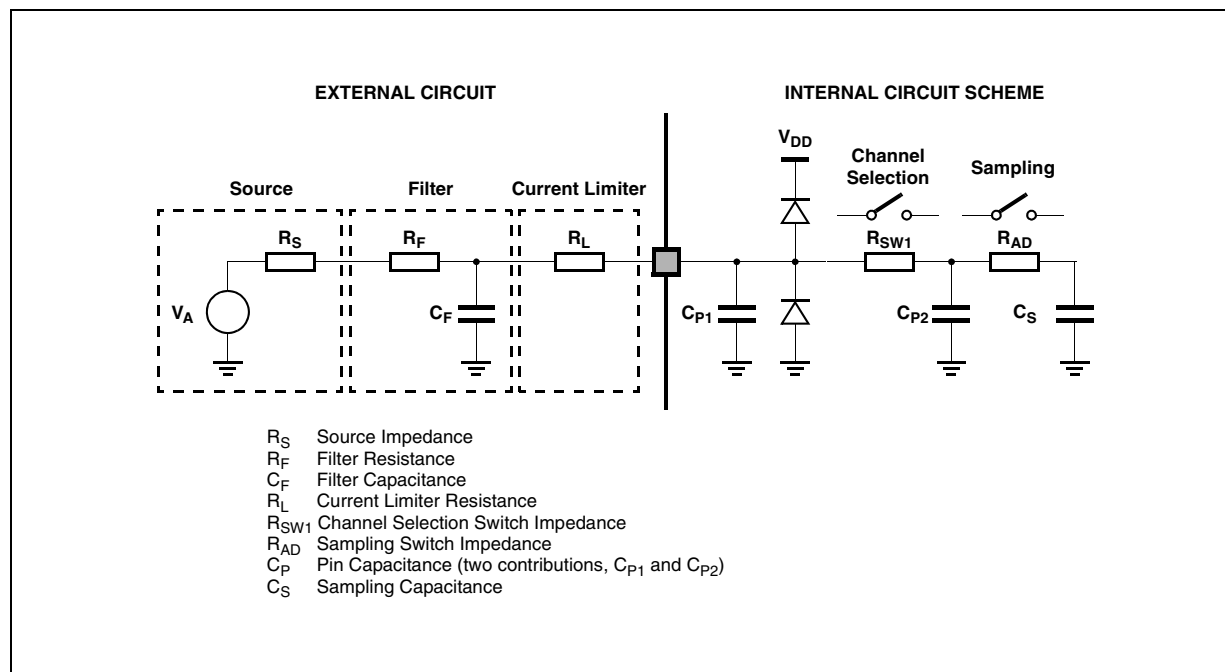 EXTERNAL CIRCUIT
INTERNAL CIRCUIT SCHEME
VDD
Channel
Selection
Sampling
Source
Filter
Current Limiter
RS
RF
RL
RSW1
RAD
VA
CF
CP1
CP2
CS
RS Source Impedance
RF Filter Resistance
CF Filter Capacitance
RL Current Limiter Resistance
RSW1 Channel Selection Switch Impedance
RAD Sampling Switch Impedance
CP Pin Capacitance (two contributions, CP1 and CP2)
CS Sampling Capacitance